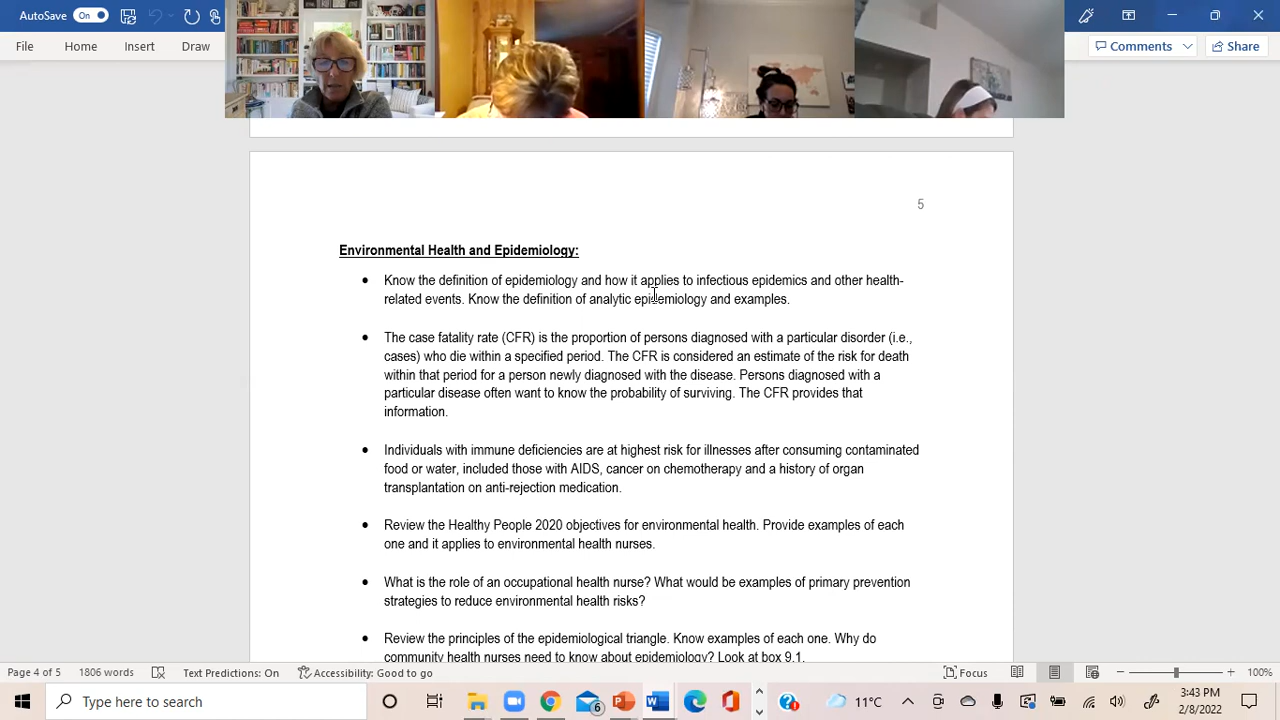 AutoSave
File Home Insert Draw
Comments Share
5
Environmental Health and Epidemiology:
• Know the definition of epidemiology and how it applies to infectious epidemics and other health-
related events. Know the definition of analytic epidemiology and examples.
• The case fatality rate (CFR) is the proportion of persons diagnosed with a particular disorder (i.e.,
cases) who die within a specified period. The CFR is considered an estimate of the risk for death
within that period for a person newly diagnosed with the disease. Persons diagnosed with a
particular disease often want to know the probability of surviving. The CFR provides that
information.
• Individuals with immune deficiencies are at highest risk for illnesses after consuming contaminated
food or water, included those with AIDS, cancer on chemotherapy and a history of organ
transplantation on anti-rejection medication.
• Review the Healthy People 2020 objectives for environmental health. Provide examples of each
one and it applies to environmental health nurses.
• What is the role of an occupational health nurse? What would be examples of primary prevention
strategies to reduce environmental health risks?
• Review the principles of the epidemiological triangle. Know examples of each one. Why do
community health nurses need to know about epidemiology? Look at box 9.1.
Page 4 of 5 1806 words Text Predictions: On Accessibility: Good to go Focus 100%
Type here to search 6 11°C 3:43 PM
2/8/2022